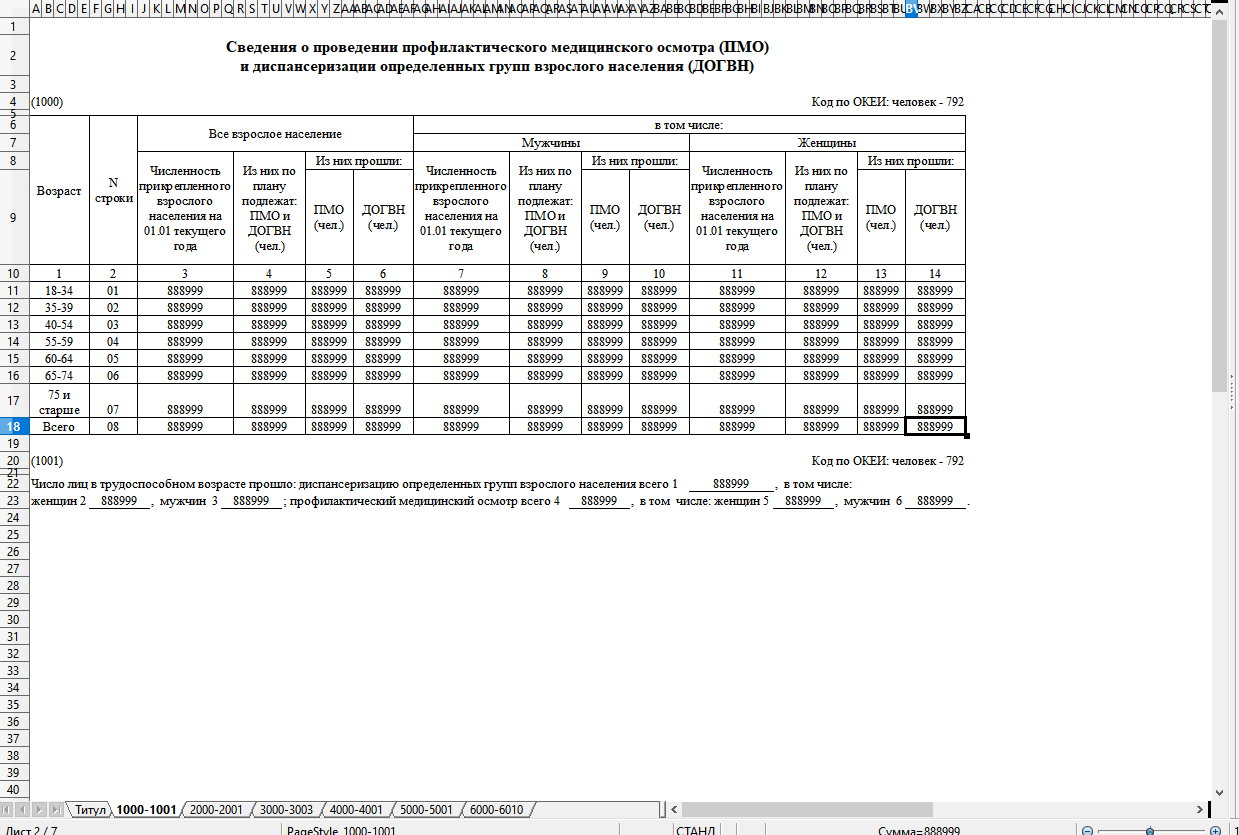 Сведения о проведении профилактического медицинского осмотра (ПМО)
и диспансеризации определенных групп взрослого населения (ДОГВН)
(1000) Код по ОКЕИ: человек - 792
Возраст
N строки
Все взрослое население
в том числе:
Мужчины
Женщины
Численность прикрепленного взрослого населения на 01.01 текущего года
Из них по плану подлежат: ПМО и ДОГВН (чел.)
Из них прошли:
ПМО (чел.)
ДОГВН (чел.)
Численность прикрепленного взрослого населения на 01.01 текущего года
Из них по плану подлежат: ПМО и ДОГВН (чел.)
Из них прошли:
ПМО (чел.)
ДОГВН (чел.)
Численность прикрепленного взрослого населения на 01.01 текущего года
Из них по плану подлежат: ПМО и ДОГВН (чел.)
Из них прошли:
ПМО (чел.)
ДОГВН (чел.)
1 2 3 4 5 6 7 8 9 10 11 12 13 14
18-34 01 888999 888999 888999 888999 888999 888999 888999 888999 888999 888999 888999 888999
35-39 02 888999 888999 888999 888999 888999 888999 888999 888999 888999 888999 888999 888999
40-54 03 888999 888999 888999 888999 888999 888999 888999 888999 888999 888999 888999 888999
55-59 04 888999 888999 888999 888999 888999 888999 888999 888999 888999 888999 888999 888999
60-64 05 888999 888999 888999 888999 888999 888999 888999 888999 888999 888999 888999 888999
65-74 06 888999 888999 888999 888999 888999 888999 888999 888999 888999 888999 888999 888999
75 и старше 07 888999 888999 888999 888999 888999 888999 888999 888999 888999 888999 888999 888999
Всего 08 888999 888999 888999 888999 888999 888999 888999 888999 888999 888999 888999 888999
(1001) Код по ОКЕИ: человек - 792
Число лиц в трудоспособном возрасте прошло: диспансеризацию определенных групп взрослого населения всего 1 888999 , в том числе:
женщин 2 888999 , мужчин 3 888999 ; профилактический медицинский осмотр всего 4 888999 , в том числе: женщин 5 888999 , мужчин 6 888999 .
Титул 1000-1001 2000-2001 3000-3003 4000-4001 5000-5001 6000-6010
Лист 2 / 7 PageStyle_1000-1001 СТАНД Сумма=888999